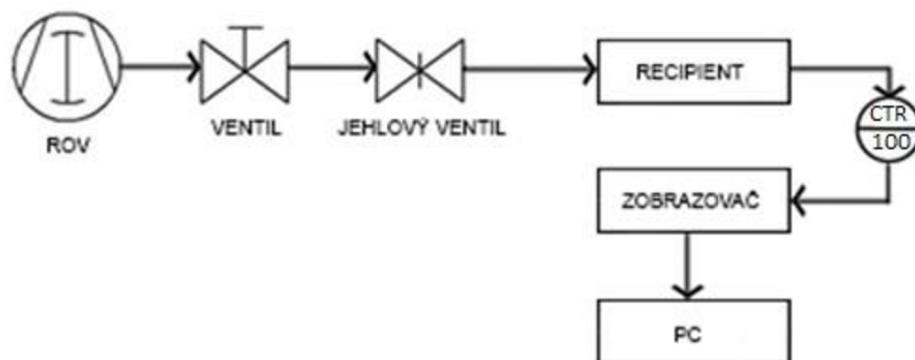 ROV
VENTIL
JEHLOVÝ VENTIL
RECIPIENT
CTR
100
ZOBRAZOVAČ
PC